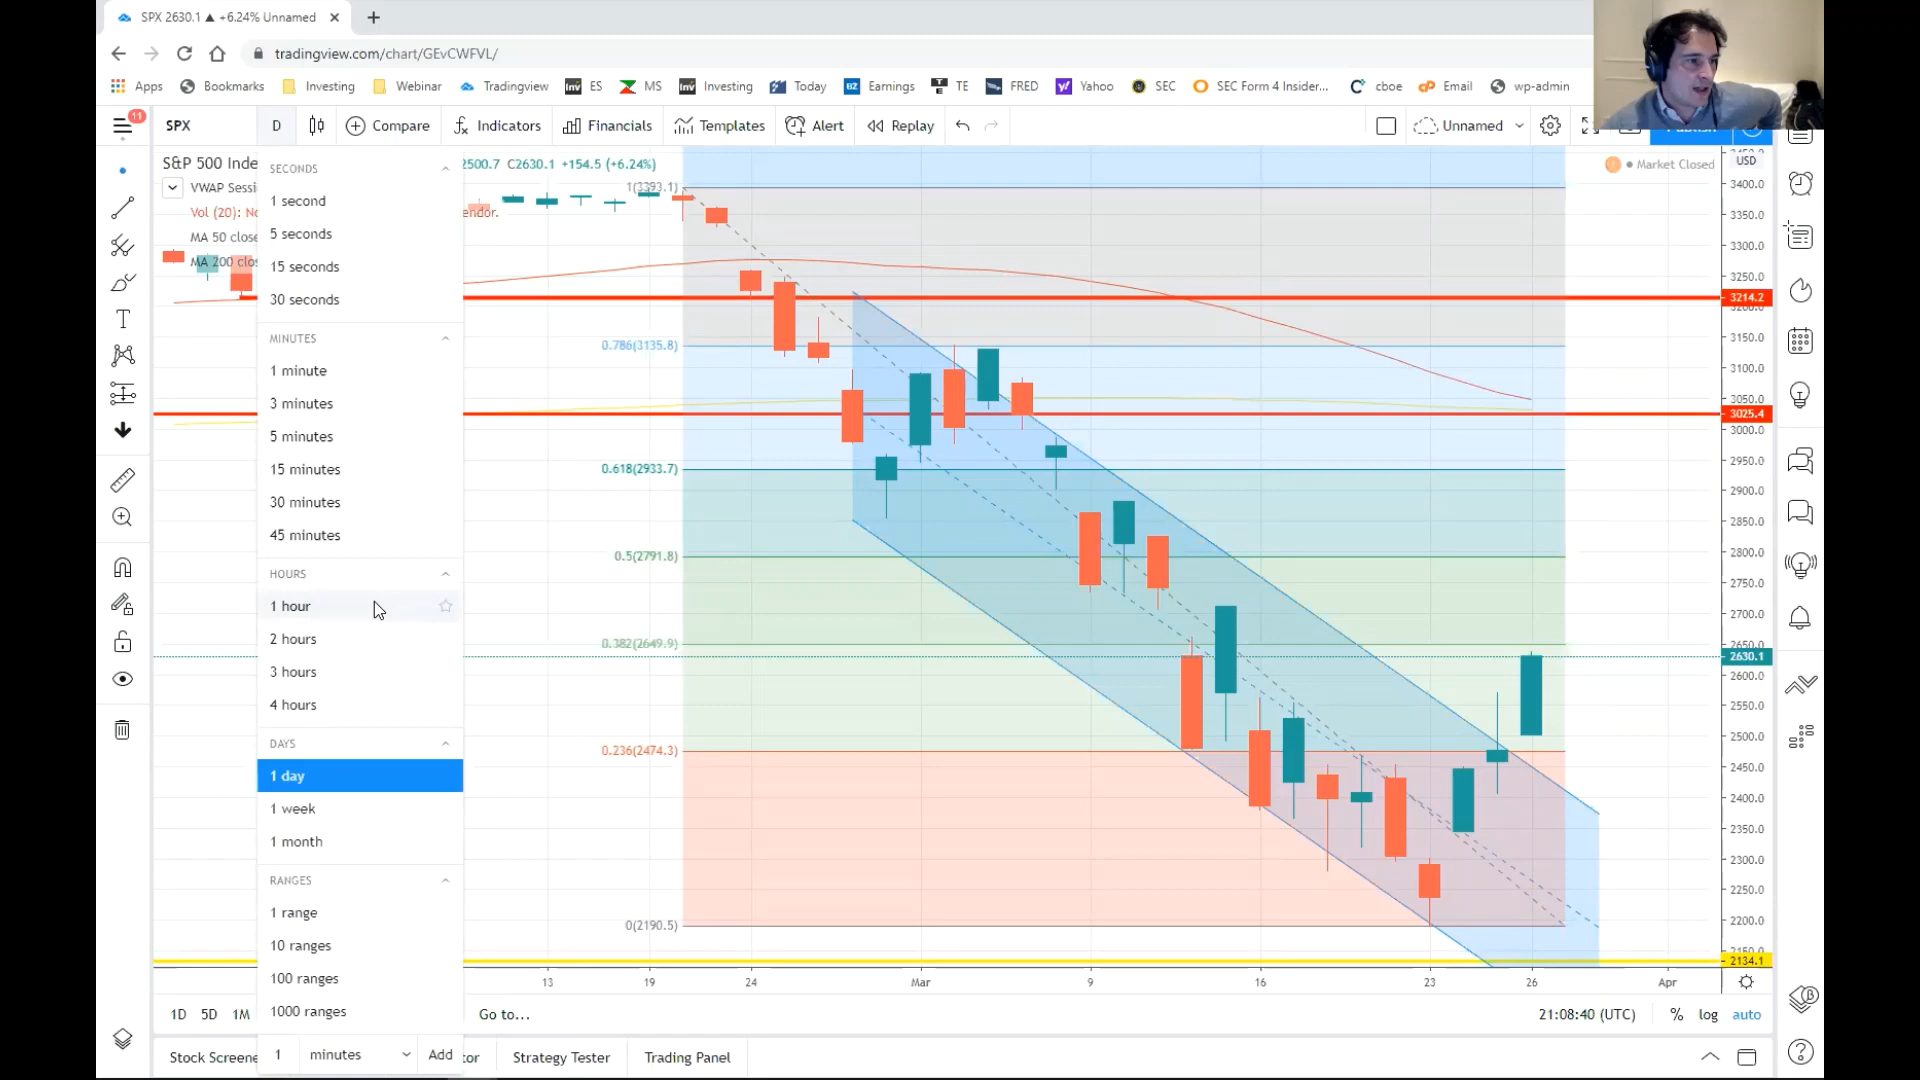 SPX 2630.1 ▲ +6.24% Unnamed
tradingview.com/chart/GEvCWFVL/
Apps Bookmarks Investing Webinar Tradingview ES MS Investing Today Earnings TE FRED Yahoo SEC SEC Form 4 Insider... cboe Email wp-admin
11
SPX D Compare Indicators Financials Templates Alert Replay Unnamed
S&P 500 Inde
2500.7 C2630.1 +154.5 (+6.24%)
Market Closed
USD
VWAP Sessi
Vol (20): No
endor.
MA 50 close
MA 200 clos
SECONDS
1 second
5 seconds
15 seconds
30 seconds
MINUTES
1 minute
3 minutes
5 minutes
15 minutes
30 minutes
45 minutes
HOURS
1 hour
2 hours
3 hours
4 hours
DAYS
1 day
1 week
1 month
RANGES
1 range
10 ranges
100 ranges
1000 ranges
1 minutes Add
1(3393.1)
0.786(3135.8)
0.618(2933.7)
0.5(2791.8)
0.382(2649.9)
0.236(2474.3)
0(2190.5)
3400.0
3350.0
3300.0
3250.0
3214.2
3150.0
3100.0
3050.0
3025.4
3000.0
2950.0
2900.0
2850.0
2800.0
2750.0
2700.0
2630.1
2600.0
2550.0
2500.0
2450.0
2400.0
2350.0
2300.0
2250.0
2200.0
2134.1
13 19 24 Mar 9 16 23 26 Apr
1D 5D 1M Go to... 21:08:40 (UTC) % log auto
Stock Screene tor Strategy Tester Trading Panel